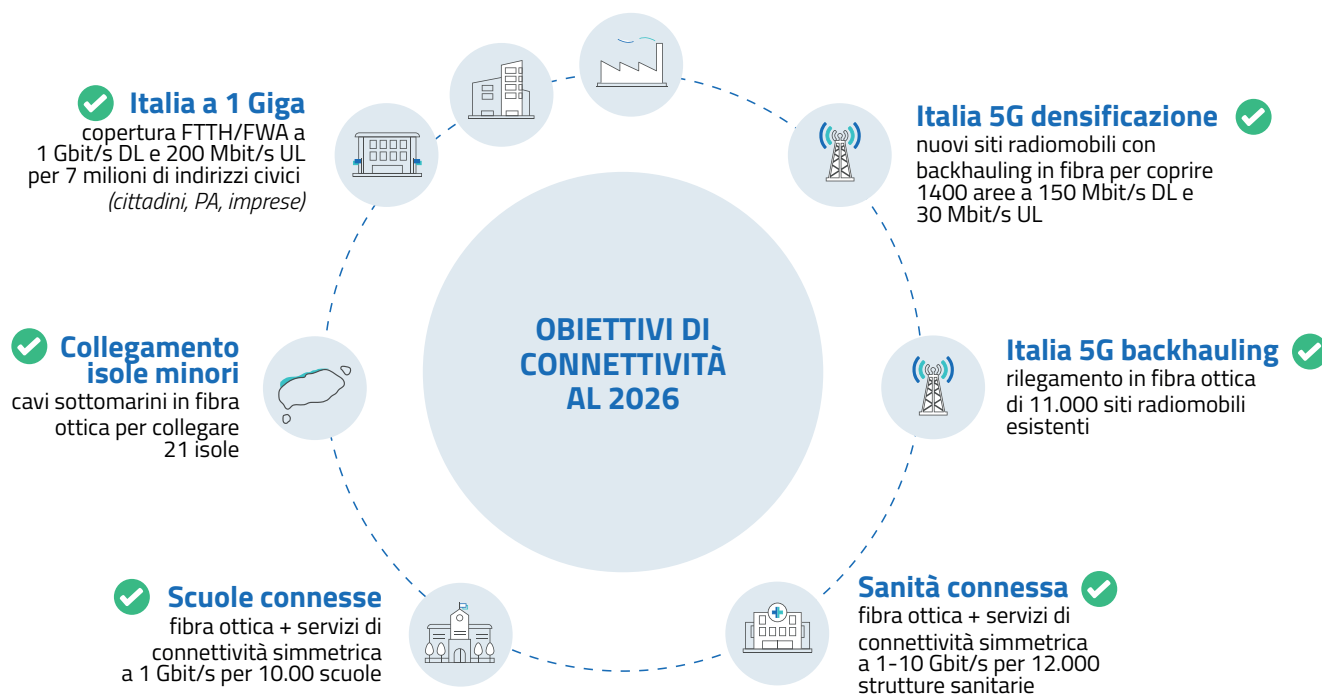 OBIETTIVI DI
CONNETTIVITÀ
AL 2026
Italia a 1 Giga
copertura FTTH/FWA a
1 Gbit/s DL e 200 Mbit/s UL
per 7 milioni di indirizzi civici
(cittadini, PA, imprese)
Italia 5G densificazione
nuovi siti radiomobili con
backhauling in fibra per coprire
1400 aree a 150 Mbit/s DL e
30 Mbit/s UL
Collegamento
isole minori
cavi sottomarini in fibra
ottica per collegare
21 isole
Italia 5G backhauling
rilegamento in fibra ottica
di 11.000 siti radiomobili
esistenti
Scuole connesse
fibra ottica + servizi di
connettività simmetrica
a 1 Gbit/s per 10.00 scuole
Sanità connessa
fibra ottica + servizi di
connettività simmetrica
a 1-10 Gbit/s per 12.000
strutture sanitarie